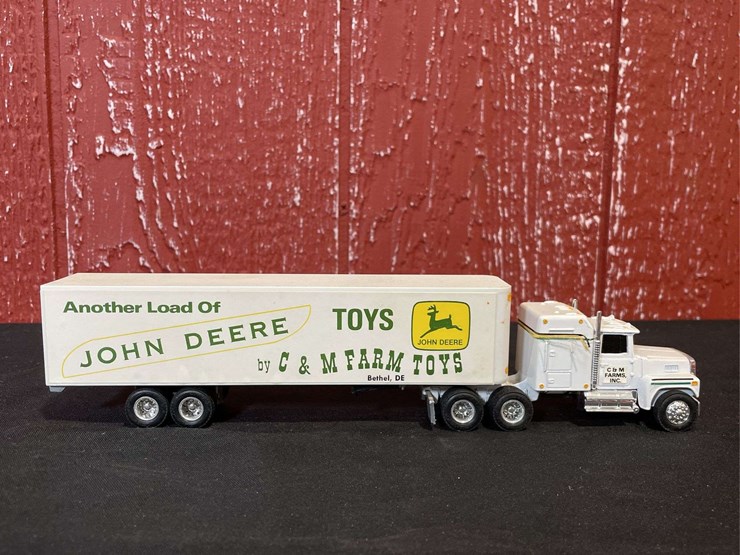 Another Load Of
JOHN DEERE TOYS
JOHN DEERE
by C & M FARM TOYS
Bethel, DE
C & M
FARMS,
INC.